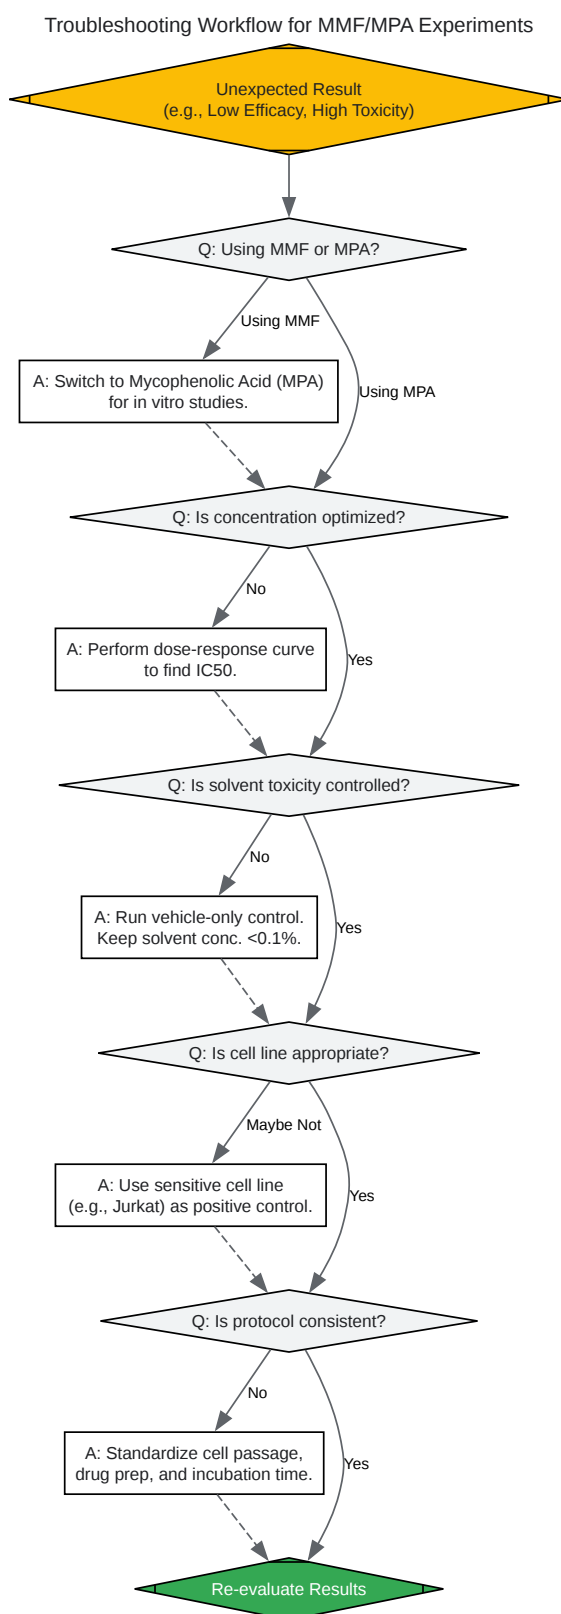 Troubleshooting Workflow for MMF/MPA Experiments
Unexpected Result
(e.g., Low Efficacy, High Toxicity)
Q: Using MMF or MPA?
Using MMF
A: Switch to Mycophenolic Acid (MPA)
for in vitro studies.
Using MPA
Q: Is concentration optimized?
No
A: Perform dose-response curve
to find IC50.
Yes
Q: Is solvent toxicity controlled?
No
A: Run vehicle-only control.
Keep solvent conc. <0.1%.
Yes
Q: Is cell line appropriate?
Maybe Not
A: Use sensitive cell line
(e.g., Jurkat) as positive control.
Yes
Q: Is protocol consistent?
No
A: Standardize cell passage,
drug prep, and incubation time.
Yes
Re-evaluate Results